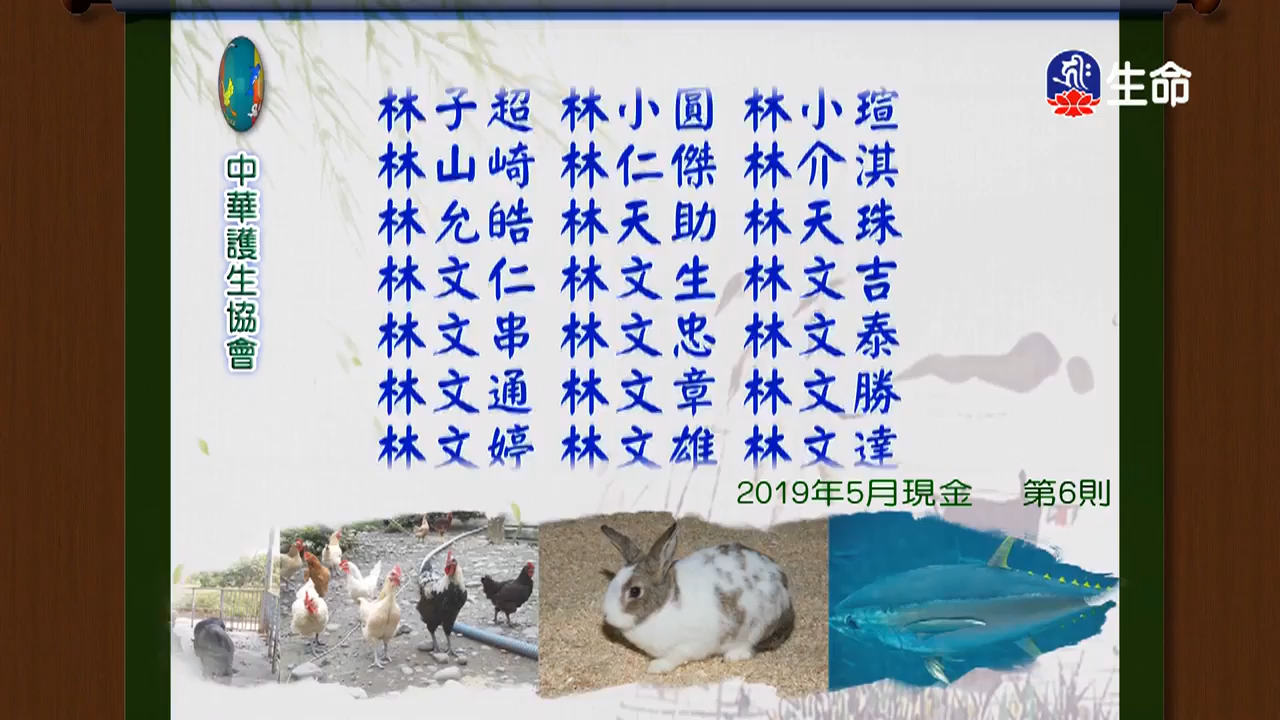 生命
中華護生協會
林子超 林小圓 林小瑄
林山崎 林仁傑 林介淇
林允皓 林天助 林天珠
林文仁 林文生 林文吉
林文串 林文忠 林文泰
林文通 林文章 林文勝
林文婷 林文雄 林文達
2019年5月現金 第6則